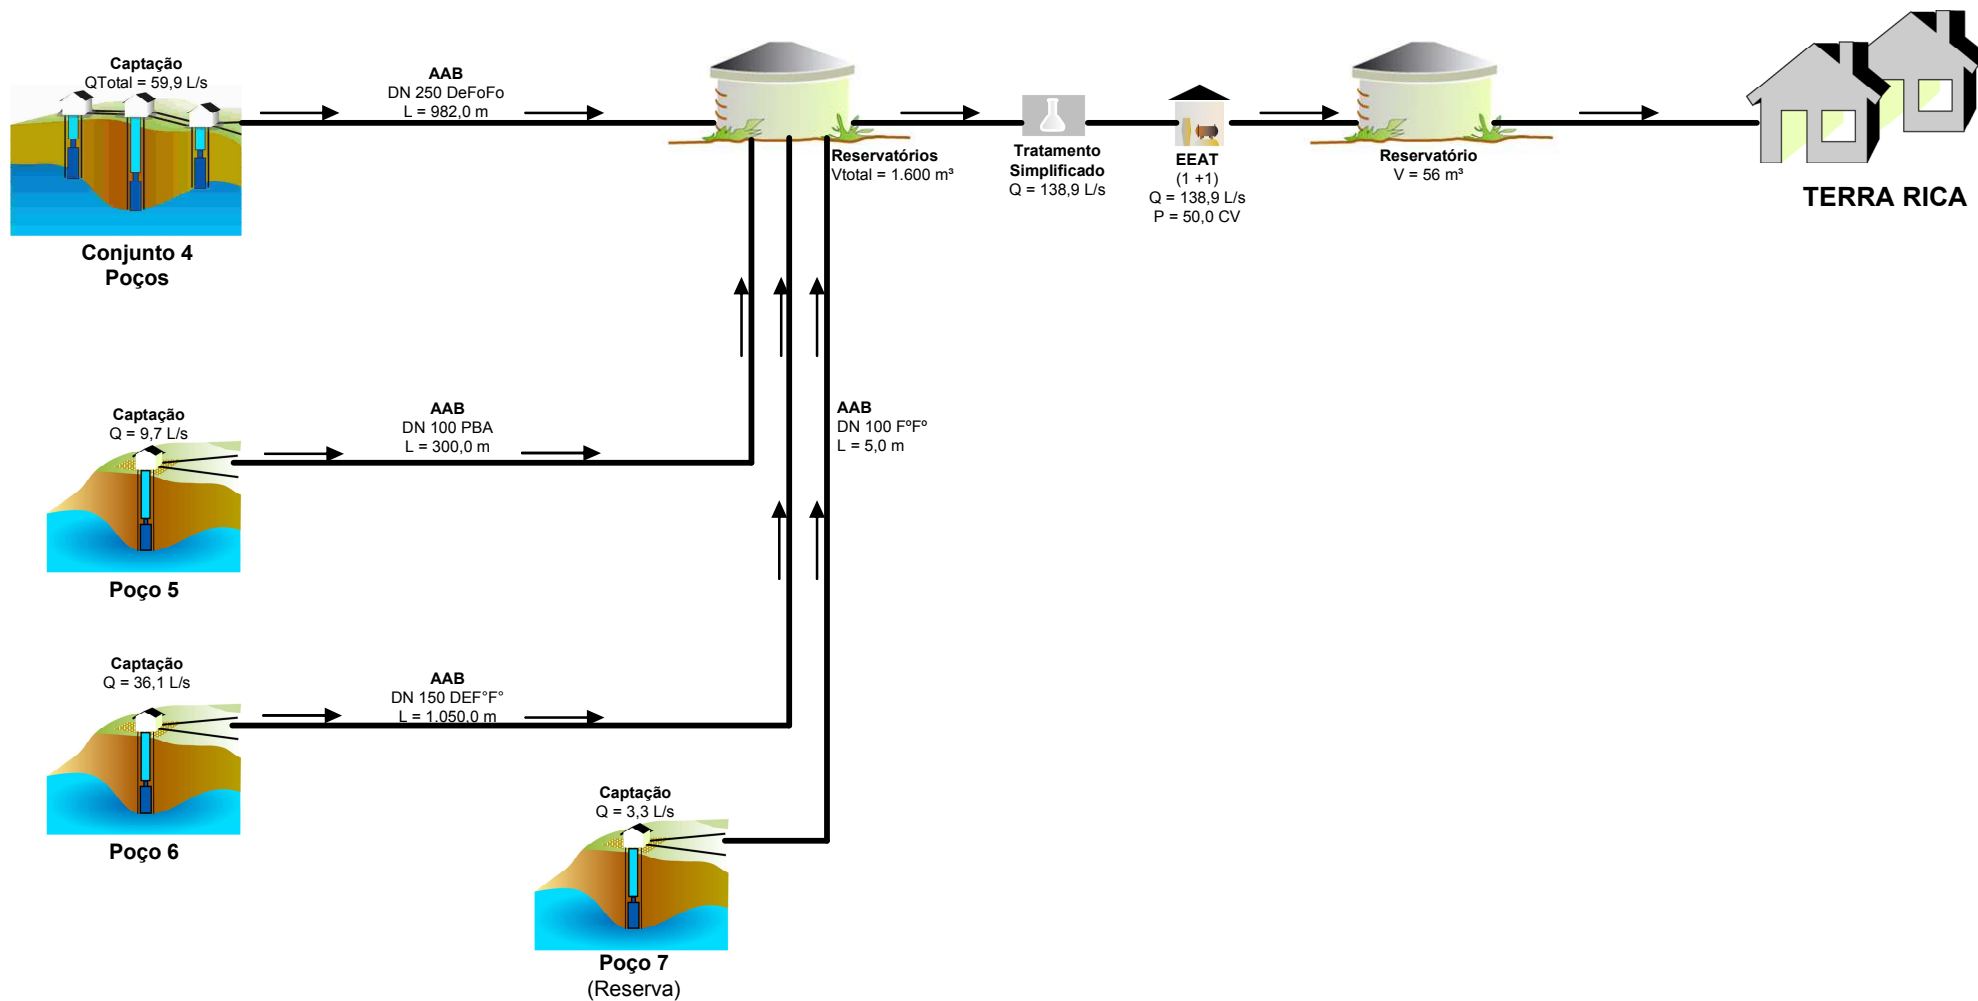 Captação
QTotal = 59,9 L/s
Conjunto 4
Poços
AAB
DN 250 DeFoFo
L = 982,0 m
Reservatórios
Vtotal = 1.600 m³
Tratamento
Simplificado
Q = 138,9 L/s
EEAT
(1 +1)
Q = 138,9 L/s
P = 50,0 CV
Reservatório
V = 56 m³
TERRA RICA
Captação
Q = 9,7 L/s
Poço 5
AAB
DN 100 PBA
L = 300,0 m
AAB
DN 100 FºFº
L = 5,0 m
Captação
Q = 36,1 L/s
Poço 6
AAB
DN 150 DEF°F°
L = 1.050,0 m
Captação
Q = 3,3 L/s
Poço 7
(Reserva)